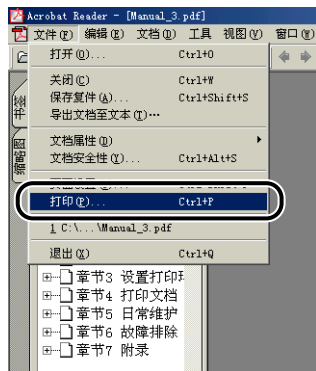 Acrobat Reader - [Manual_3.pdf]
文件(F) 编辑(E) 文档(D) 工具 视图(V) 窗口(W)
打开(O)... Ctrl+O
关闭(C) Ctrl+W
保存复件(A)... Ctrl+Shift+S
导出文档至文本(T)...
文档属性(D)
文档安全性(Y)... Ctrl+Alt+S
打印(P)... Ctrl+P
1 C:\...\Manual_3.pdf
退出(X) Ctrl+Q
章节3 设置打印
章节4 打印文档
章节5 日常维护
章节6 故障排除
章节7 附录